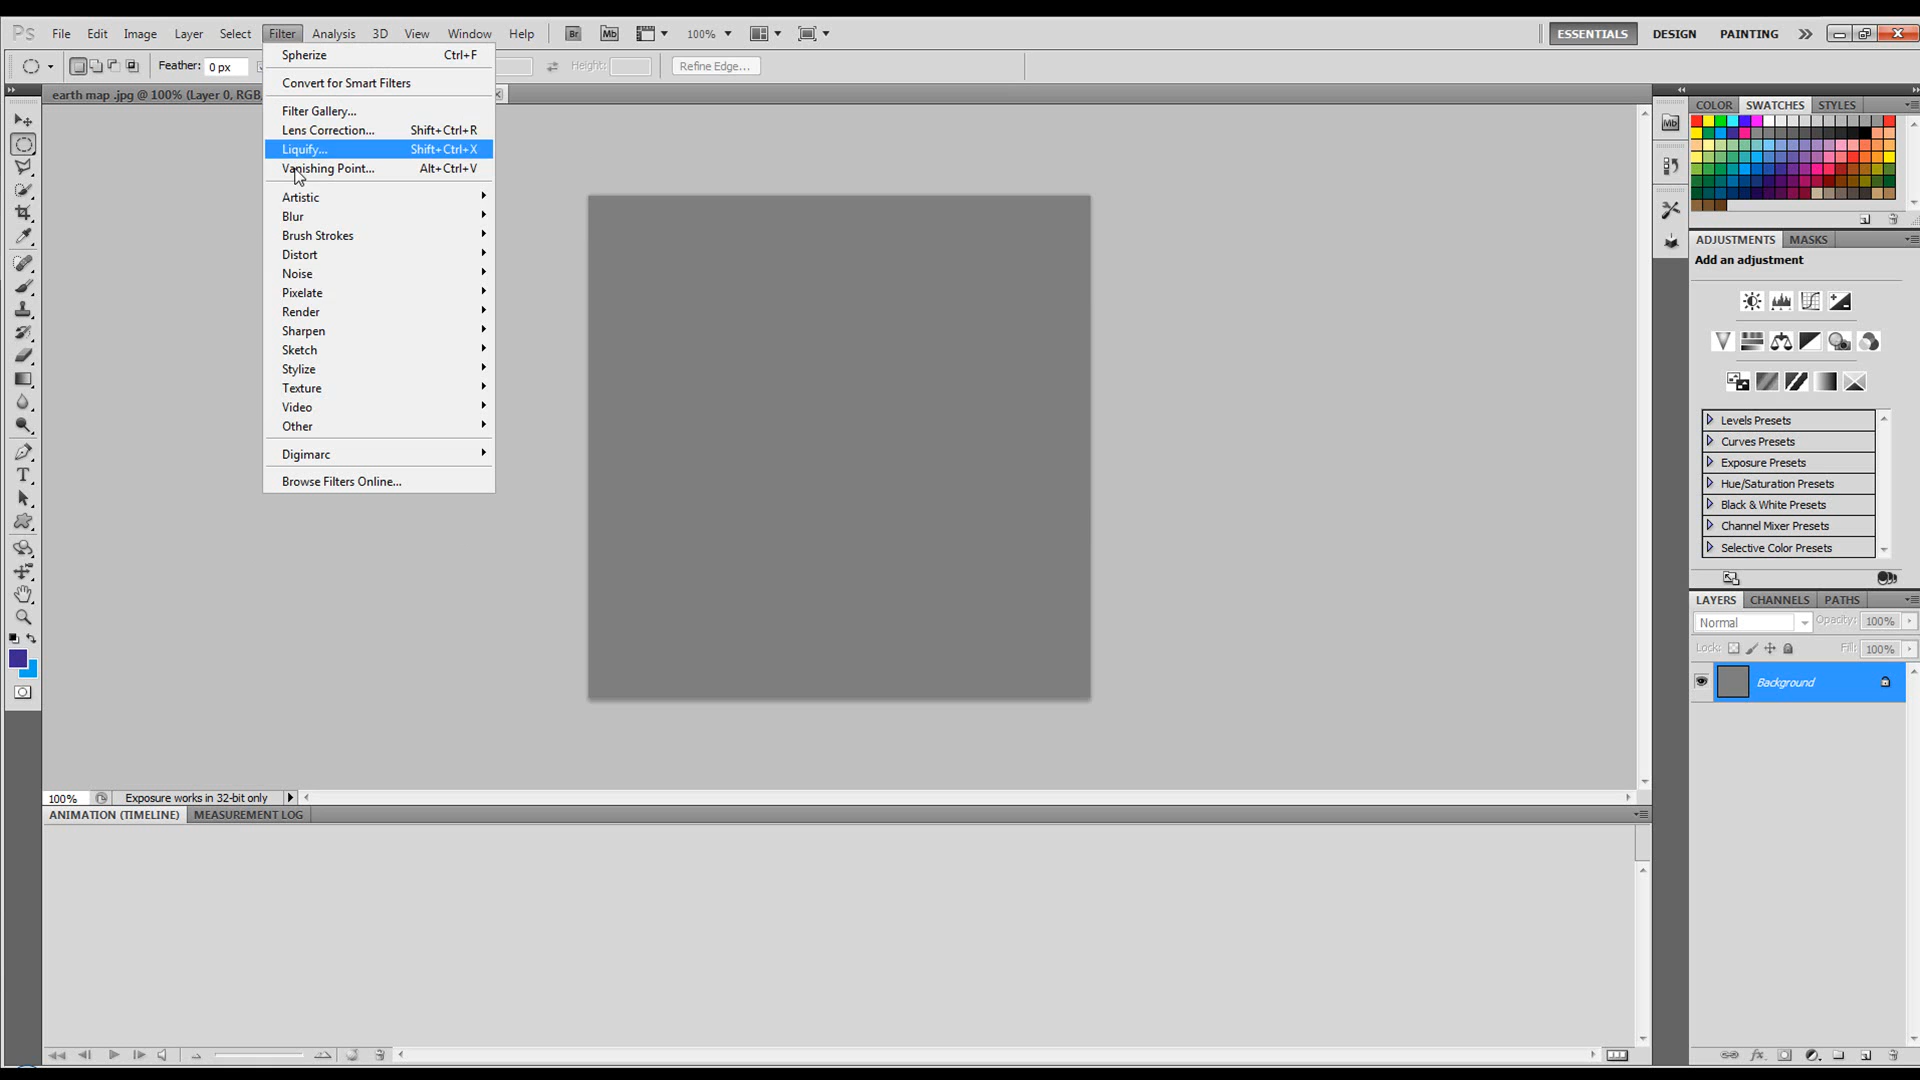 Ps File Edit Image Layer Select Filter Analysis 3D View Window Help Br Mb 100% ESSENTIALS DESIGN PAINTING
Feather: 0 px Height: Refine Edge...
earth map .jpg @ 100% (Layer 0, RGB
Spherize Ctrl+F
Convert for Smart Filters
Filter Gallery...
Lens Correction... Shift+Ctrl+R
Liquify... Shift+Ctrl+X
Vanishing Point... Alt+Ctrl+V
Artistic
Blur
Brush Strokes
Distort
Noise
Pixelate
Render
Sharpen
Sketch
Stylize
Texture
Video
Other
Digimarc
Browse Filters Online...
COLOR SWATCHES STYLES
Mb
ADJUSTMENTS MASKS
Add an adjustment
Levels Presets
Curves Presets
Exposure Presets
Hue/Saturation Presets
Black & White Presets
Channel Mixer Presets
Selective Color Presets
LAYERS CHANNELS PATHS
Normal Opacity: 100%
Lock: Fill: 100%
Background
100% Exposure works in 32-bit only
ANIMATION (TIMELINE) MEASUREMENT LOG